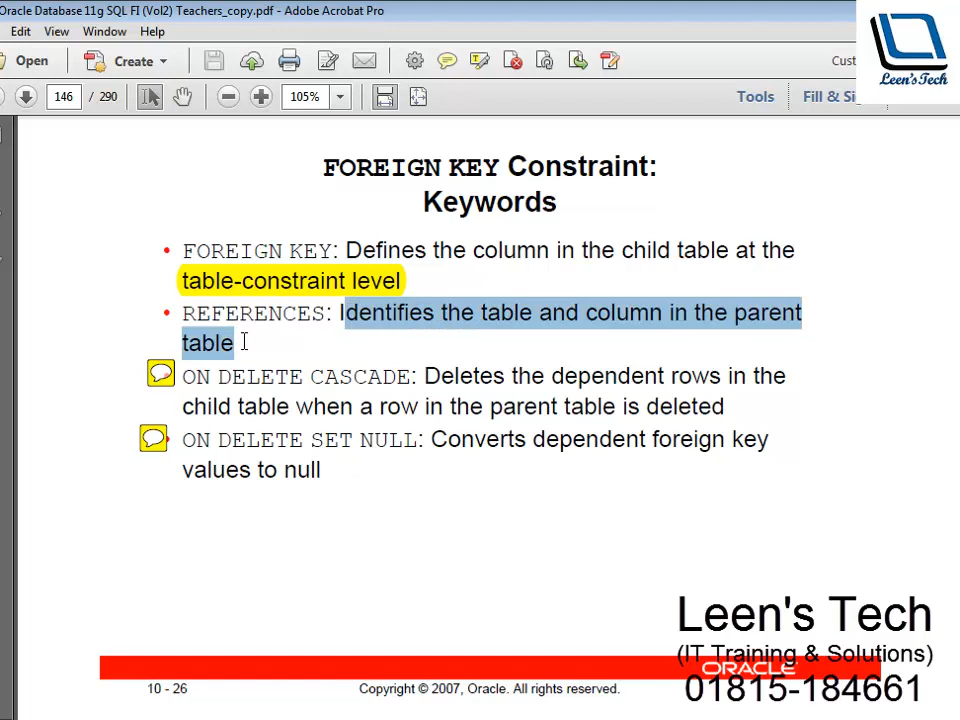 Oracle Database 11g SQL FI (Vol2) Teachers_copy.pdf - Adobe Acrobat Pro
Edit View Window Help
Open Create Cust
146 / 290 105% Tools Fill & Si
Leen'sTech
FOREIGN KEY Constraint:
Keywords
• FOREIGN KEY: Defines the column in the child table at the
table-constraint level
• REFERENCES: Identifies the table and column in the parent
table
ON DELETE CASCADE: Deletes the dependent rows in the
child table when a row in the parent table is deleted
ON DELETE SET NULL: Converts dependent foreign key
values to null
Leen's Tech
(IT Training & Solutions)
ORACLE
01815-184661
10 - 26 Copyright © 2007, Oracle. All rights reserved.